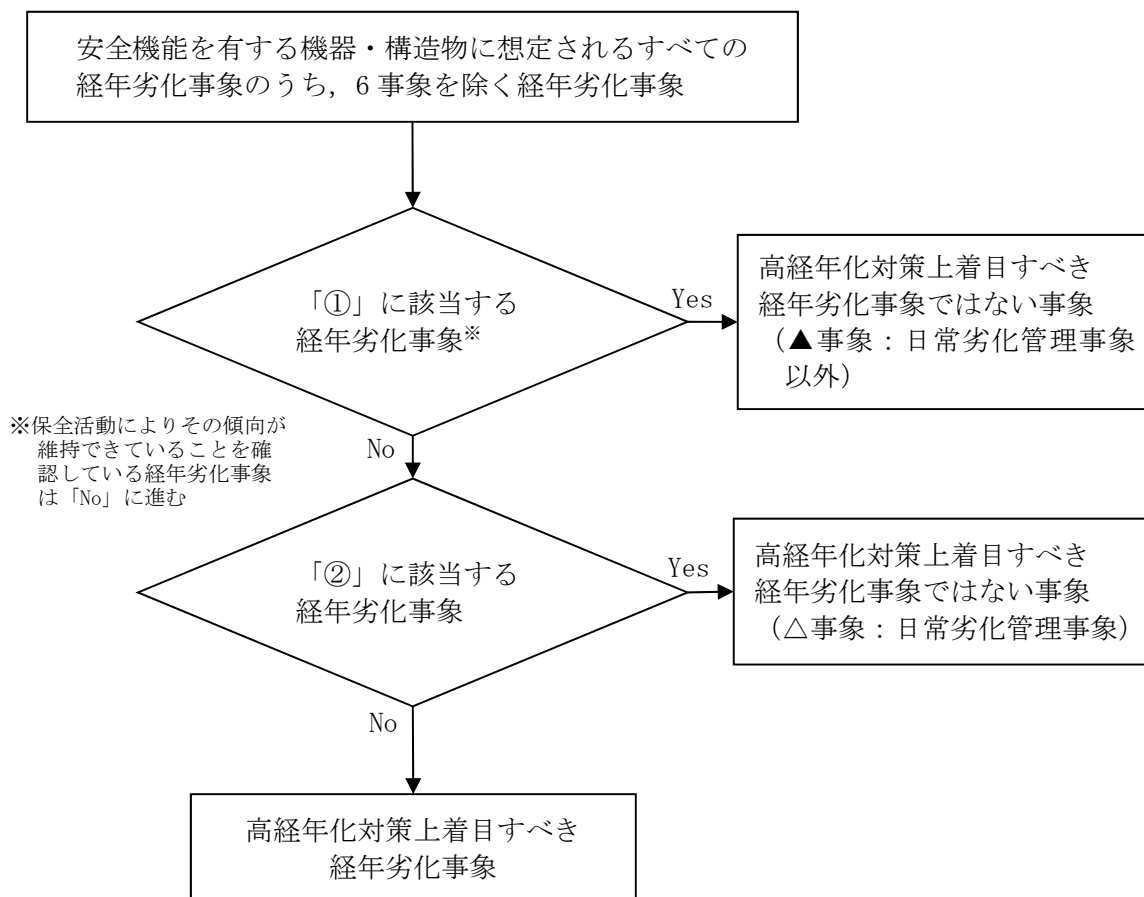 安全機能を有する機器・構造物に想定されるすべての
経年劣化事象のうち，6 事象を除く経年劣化事象
「①」に該当する
経年劣化事象※
Yes
高経年化対策上着目すべき
経年劣化事象ではない事象
（▲事象：日常劣化管理事象
以外）
※保全活動によりその傾向が
維持できていることを確
認している経年劣化事象
は「No」に進む
No
「②」に該当する
経年劣化事象
Yes
高経年化対策上着目すべき
経年劣化事象ではない事象
（△事象：日常劣化管理事象）
No
高経年化対策上着目すべき
経年劣化事象